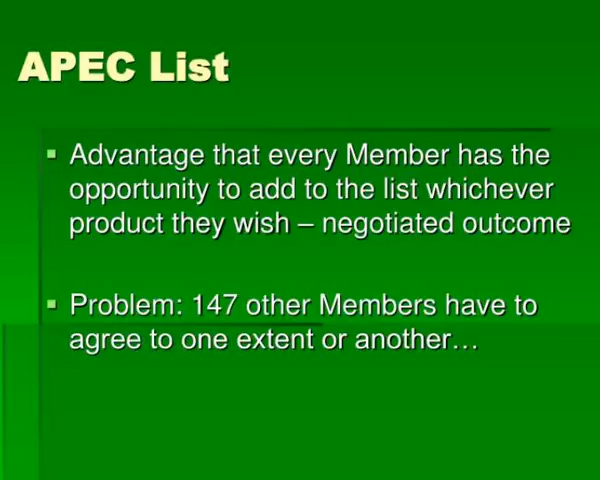 APEC List
▪ Advantage that every Member has the
opportunity to add to the list whichever
product they wish – negotiated outcome
▪ Problem: 147 other Members have to
agree to one extent or another…